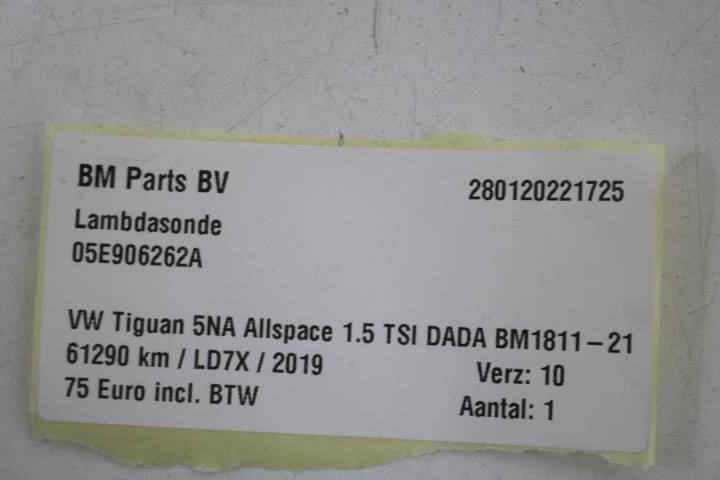 BM Parts BV 280120221725
Lambdasonde
05E906262A
VW Tiguan 5NA Allspace 1.5 TSI DADA BM1811-21
61290 km / LD7X / 2019 Verz: 10
75 Euro incl. BTW Aantal: 1